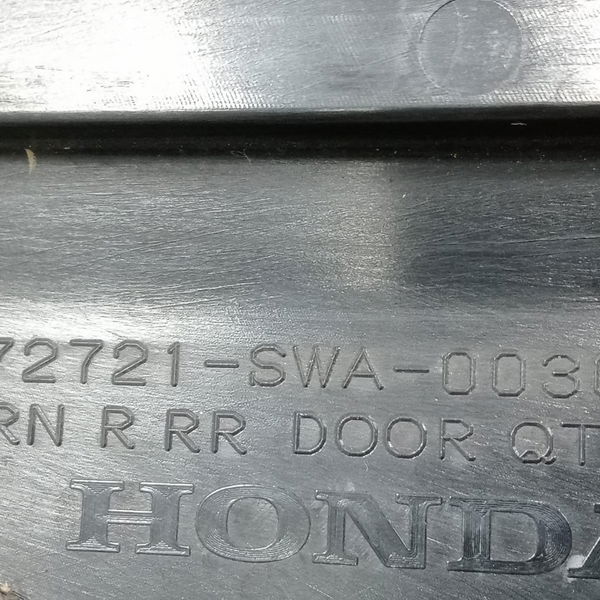 72721-SWA-003
RN R RR DOOR QT
HONDA